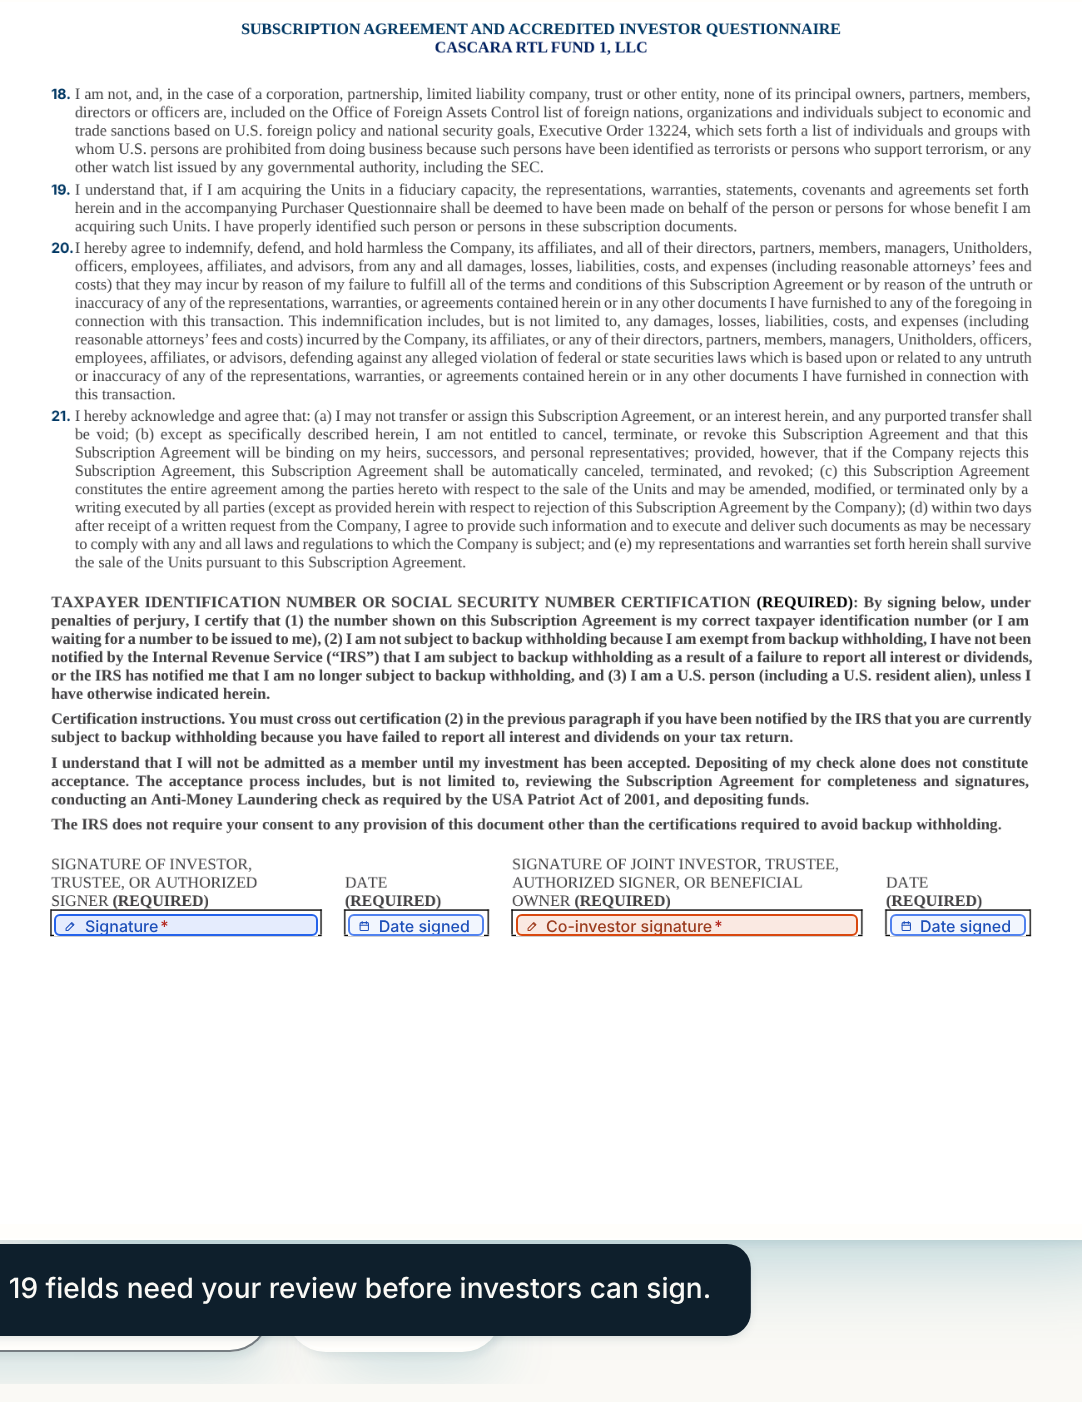 SUBSCRIPTION AGREEMENT AND ACCREDITED INVESTOR QUESTIONNAIRE
CASCARA RTL FUND 1, LLC
18. I am not, and, in the case of a corporation, partnership, limited liability company, trust or other entity, none of its principal owners, partners, members,
directors or officers are, included on the Office of Foreign Assets Control list of foreign nations, organizations and individuals subject to economic and
trade sanctions based on U.S. foreign policy and national security goals, Executive Order 13224, which sets forth a list of individuals and groups with
whom U.S. persons are prohibited from doing business because such persons have been identified as terrorists or persons who support terrorism, or any
other watch list issued by any governmental authority, including the SEC.
19. I understand that, if I am acquiring the Units in a fiduciary capacity, the representations, warranties, statements, covenants and agreements set forth
herein and in the accompanying Purchaser Questionnaire shall be deemed to have been made on behalf of the person or persons for whose benefit I am
acquiring such Units. I have properly identified such person or persons in these subscription documents.
20. I hereby agree to indemnify, defend, and hold harmless the Company, its affiliates, and all of their directors, partners, members, managers, Unitholders,
officers, employees, affiliates, and advisors, from any and all damages, losses, liabilities, costs, and expenses (including reasonable attorneys’ fees and
costs) that they may incur by reason of my failure to fulfill all of the terms and conditions of this Subscription Agreement or by reason of the untruth or
inaccuracy of any of the representations, warranties, or agreements contained herein or in any other documents I have furnished to any of the foregoing in
connection with this transaction. This indemnification includes, but is not limited to, any damages, losses, liabilities, costs, and expenses (including
reasonable attorneys’ fees and costs) incurred by the Company, its affiliates, or any of their directors, partners, members, managers, Unitholders, officers,
employees, affiliates, or advisors, defending against any alleged violation of federal or state securities laws which is based upon or related to any untruth
or inaccuracy of any of the representations, warranties, or agreements contained herein or in any other documents I have furnished in connection with
this transaction.
21. I hereby acknowledge and agree that: (a) I may not transfer or assign this Subscription Agreement, or an interest herein, and any purported transfer shall
be void; (b) except as specifically described herein, I am not entitled to cancel, terminate, or revoke this Subscription Agreement and that this
Subscription Agreement will be binding on my heirs, successors, and personal representatives; provided, however, that if the Company rejects this
Subscription Agreement, this Subscription Agreement shall be automatically canceled, terminated, and revoked; (c) this Subscription Agreement
constitutes the entire agreement among the parties hereto with respect to the sale of the Units and may be amended, modified, or terminated only by a
writing executed by all parties (except as provided herein with respect to rejection of this Subscription Agreement by the Company); (d) within two days
after receipt of a written request from the Company, I agree to provide such information and to execute and deliver such documents as may be necessary
to comply with any and all laws and regulations to which the Company is subject; and (e) my representations and warranties set forth herein shall survive
the sale of the Units pursuant to this Subscription Agreement.
TAXPAYER IDENTIFICATION NUMBER OR SOCIAL SECURITY NUMBER CERTIFICATION (REQUIRED): By signing below, under
penalties of perjury, I certify that (1) the number shown on this Subscription Agreement is my correct taxpayer identification number (or I am
waiting for a number to be issued to me), (2) I am not subject to backup withholding because I am exempt from backup withholding, I have not been
notified by the Internal Revenue Service (“IRS”) that I am subject to backup withholding as a result of a failure to report all interest or dividends,
or the IRS has notified me that I am no longer subject to backup withholding, and (3) I am a U.S. person (including a U.S. resident alien), unless I
have otherwise indicated herein.
Certification instructions. You must cross out certification (2) in the previous paragraph if you have been notified by the IRS that you are currently
subject to backup withholding because you have failed to report all interest and dividends on your tax return.
I understand that I will not be admitted as a member until my investment has been accepted. Depositing of my check alone does not constitute
acceptance. The acceptance process includes, but is not limited to, reviewing the Subscription Agreement for completeness and signatures,
conducting an Anti-Money Laundering check as required by the USA Patriot Act of 2001, and depositing funds.
The IRS does not require your consent to any provision of this document other than the certifications required to avoid backup withholding.
SIGNATURE OF INVESTOR,
TRUSTEE, OR AUTHORIZED
SIGNER (REQUIRED)
DATE
(REQUIRED)
SIGNATURE OF JOINT INVESTOR, TRUSTEE,
AUTHORIZED SIGNER, OR BENEFICIAL
OWNER (REQUIRED)
DATE
(REQUIRED)
Signature*
Date signed
Co-investor signature*
Date signed
19 fields need your review before investors can sign.